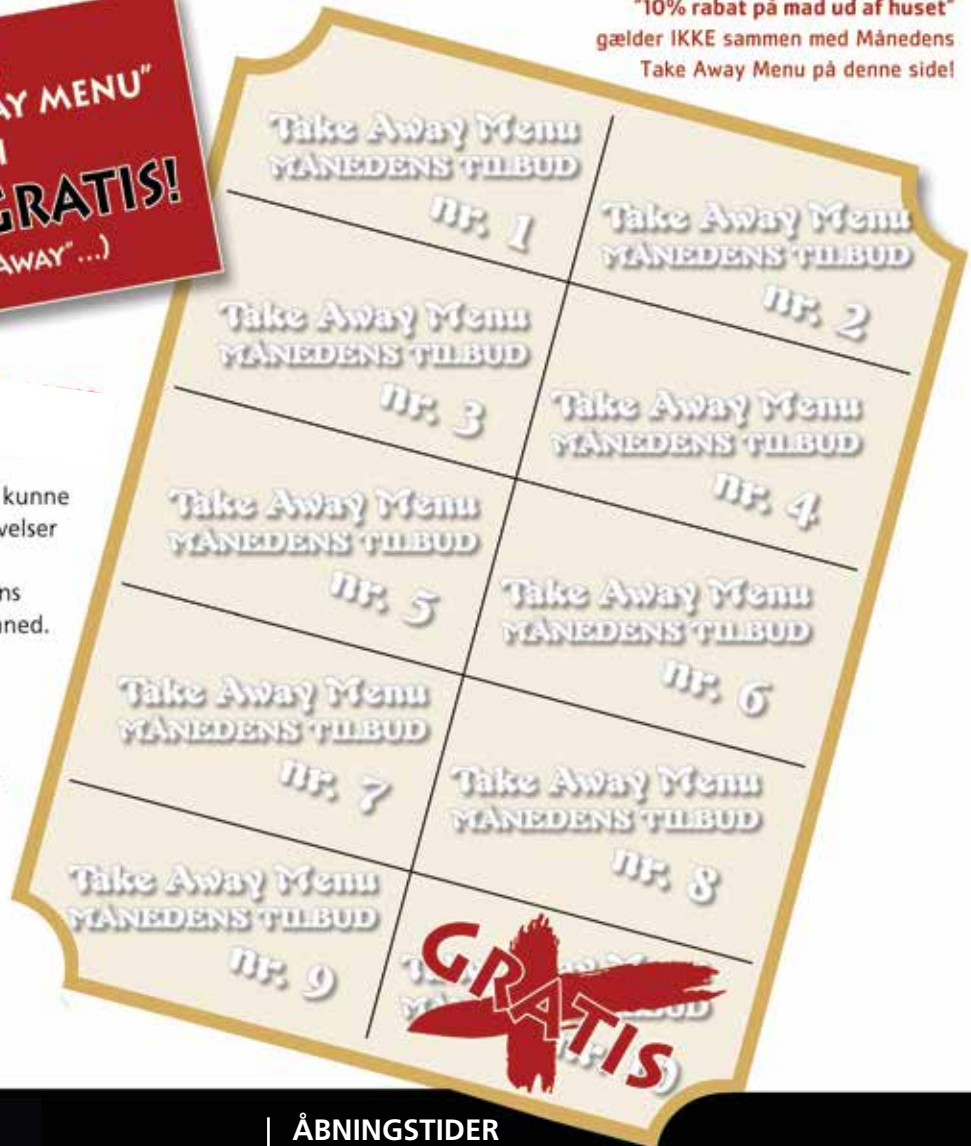 "10% rabat på mad ud af huset"
gælder IKKE sammen med Månedens
Take Away Menu på denne side!
MENU"
GRATIS!
AWAY"...)
kunne
Take Away Menu
MÅNEDENS TILBUD
nr. 1
Take Away Menu
MÅNEDENS TILBUD
nr. 2
Take Away Menu
MÅNEDENS TILBUD
nr. 3
Take Away Menu
MÅNEDENS TILBUD
nr. 4
Take Away Menu
MÅNEDENS TILBUD
nr. 5
Take Away Menu
MÅNEDENS TILBUD
nr. 6
Take Away Menu
MÅNEDENS TILBUD
nr. 7
Take Away Menu
MÅNEDENS TILBUD
nr. 8
Take Away Menu
MÅNEDENS TILBUD
nr. 9
GRATIS
ÅBNINGSTIDER